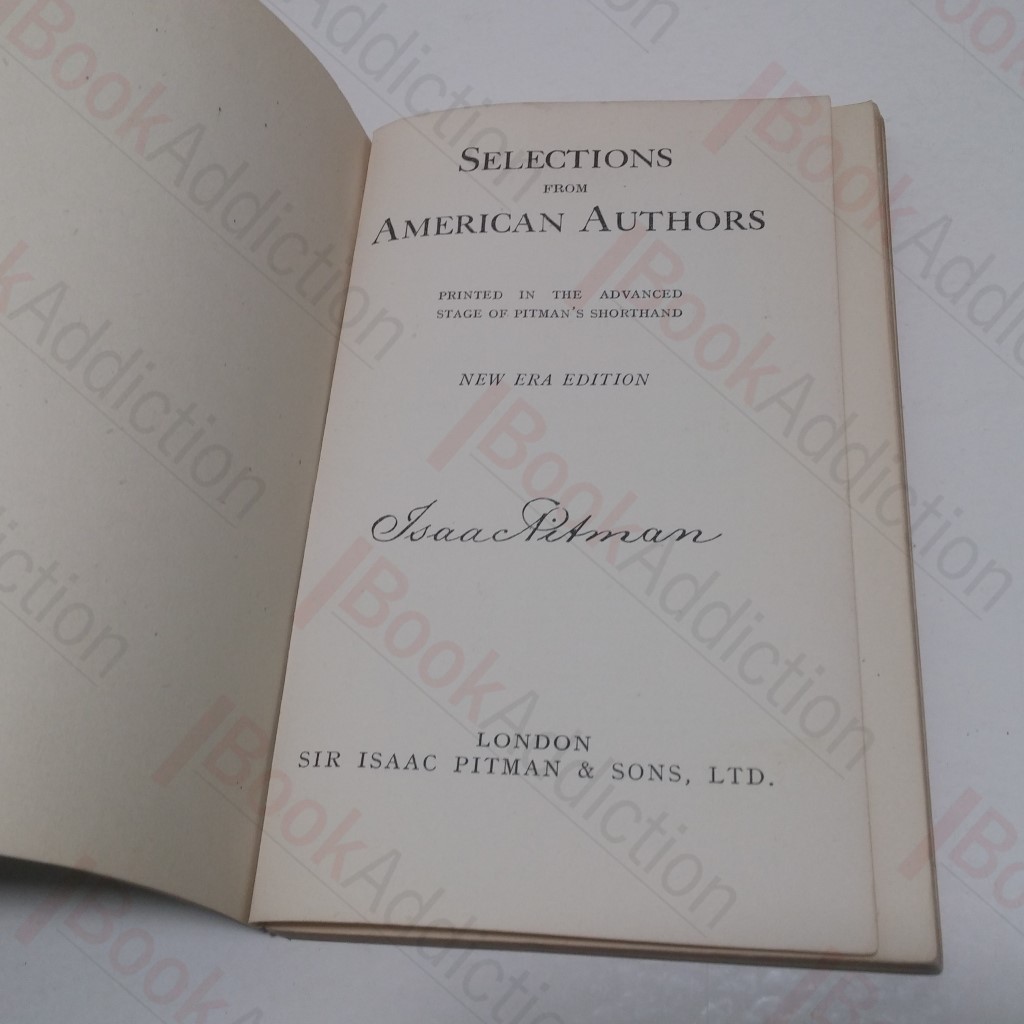 SELECTIONS
FROM
AMERICAN AUTHORS
PRINTED IN THE ADVANCED
STAGE OF PITMAN'S SHORTHAND
NEW ERA EDITION
Isaac Pitman
LONDON
SIR ISAAC PITMAN & SONS, LTD.
BookAddiction